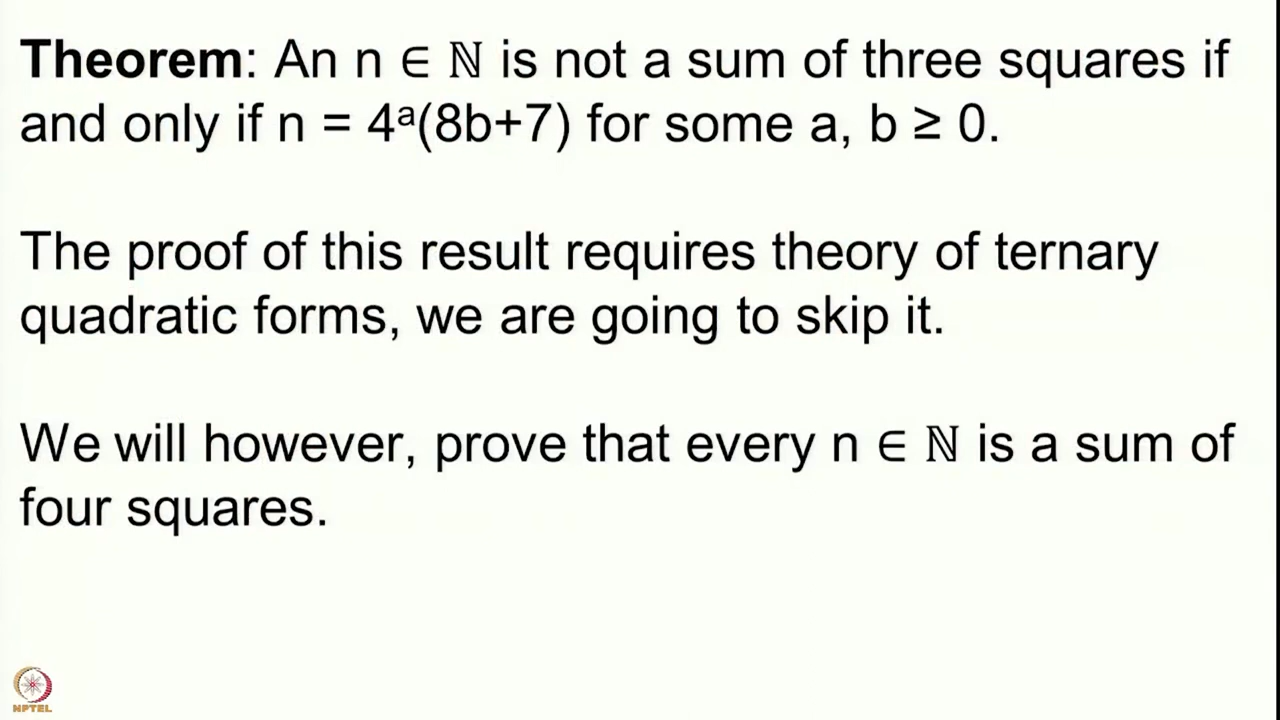 Theorem: An n ∈ ℕ is not a sum of three squares if
and only if n = 4ᵃ(8b+7) for some a, b ≥ 0.
The proof of this result requires theory of ternary
quadratic forms, we are going to skip it.
We will however, prove that every n ∈ ℕ is a sum of
four squares.
NPTEL